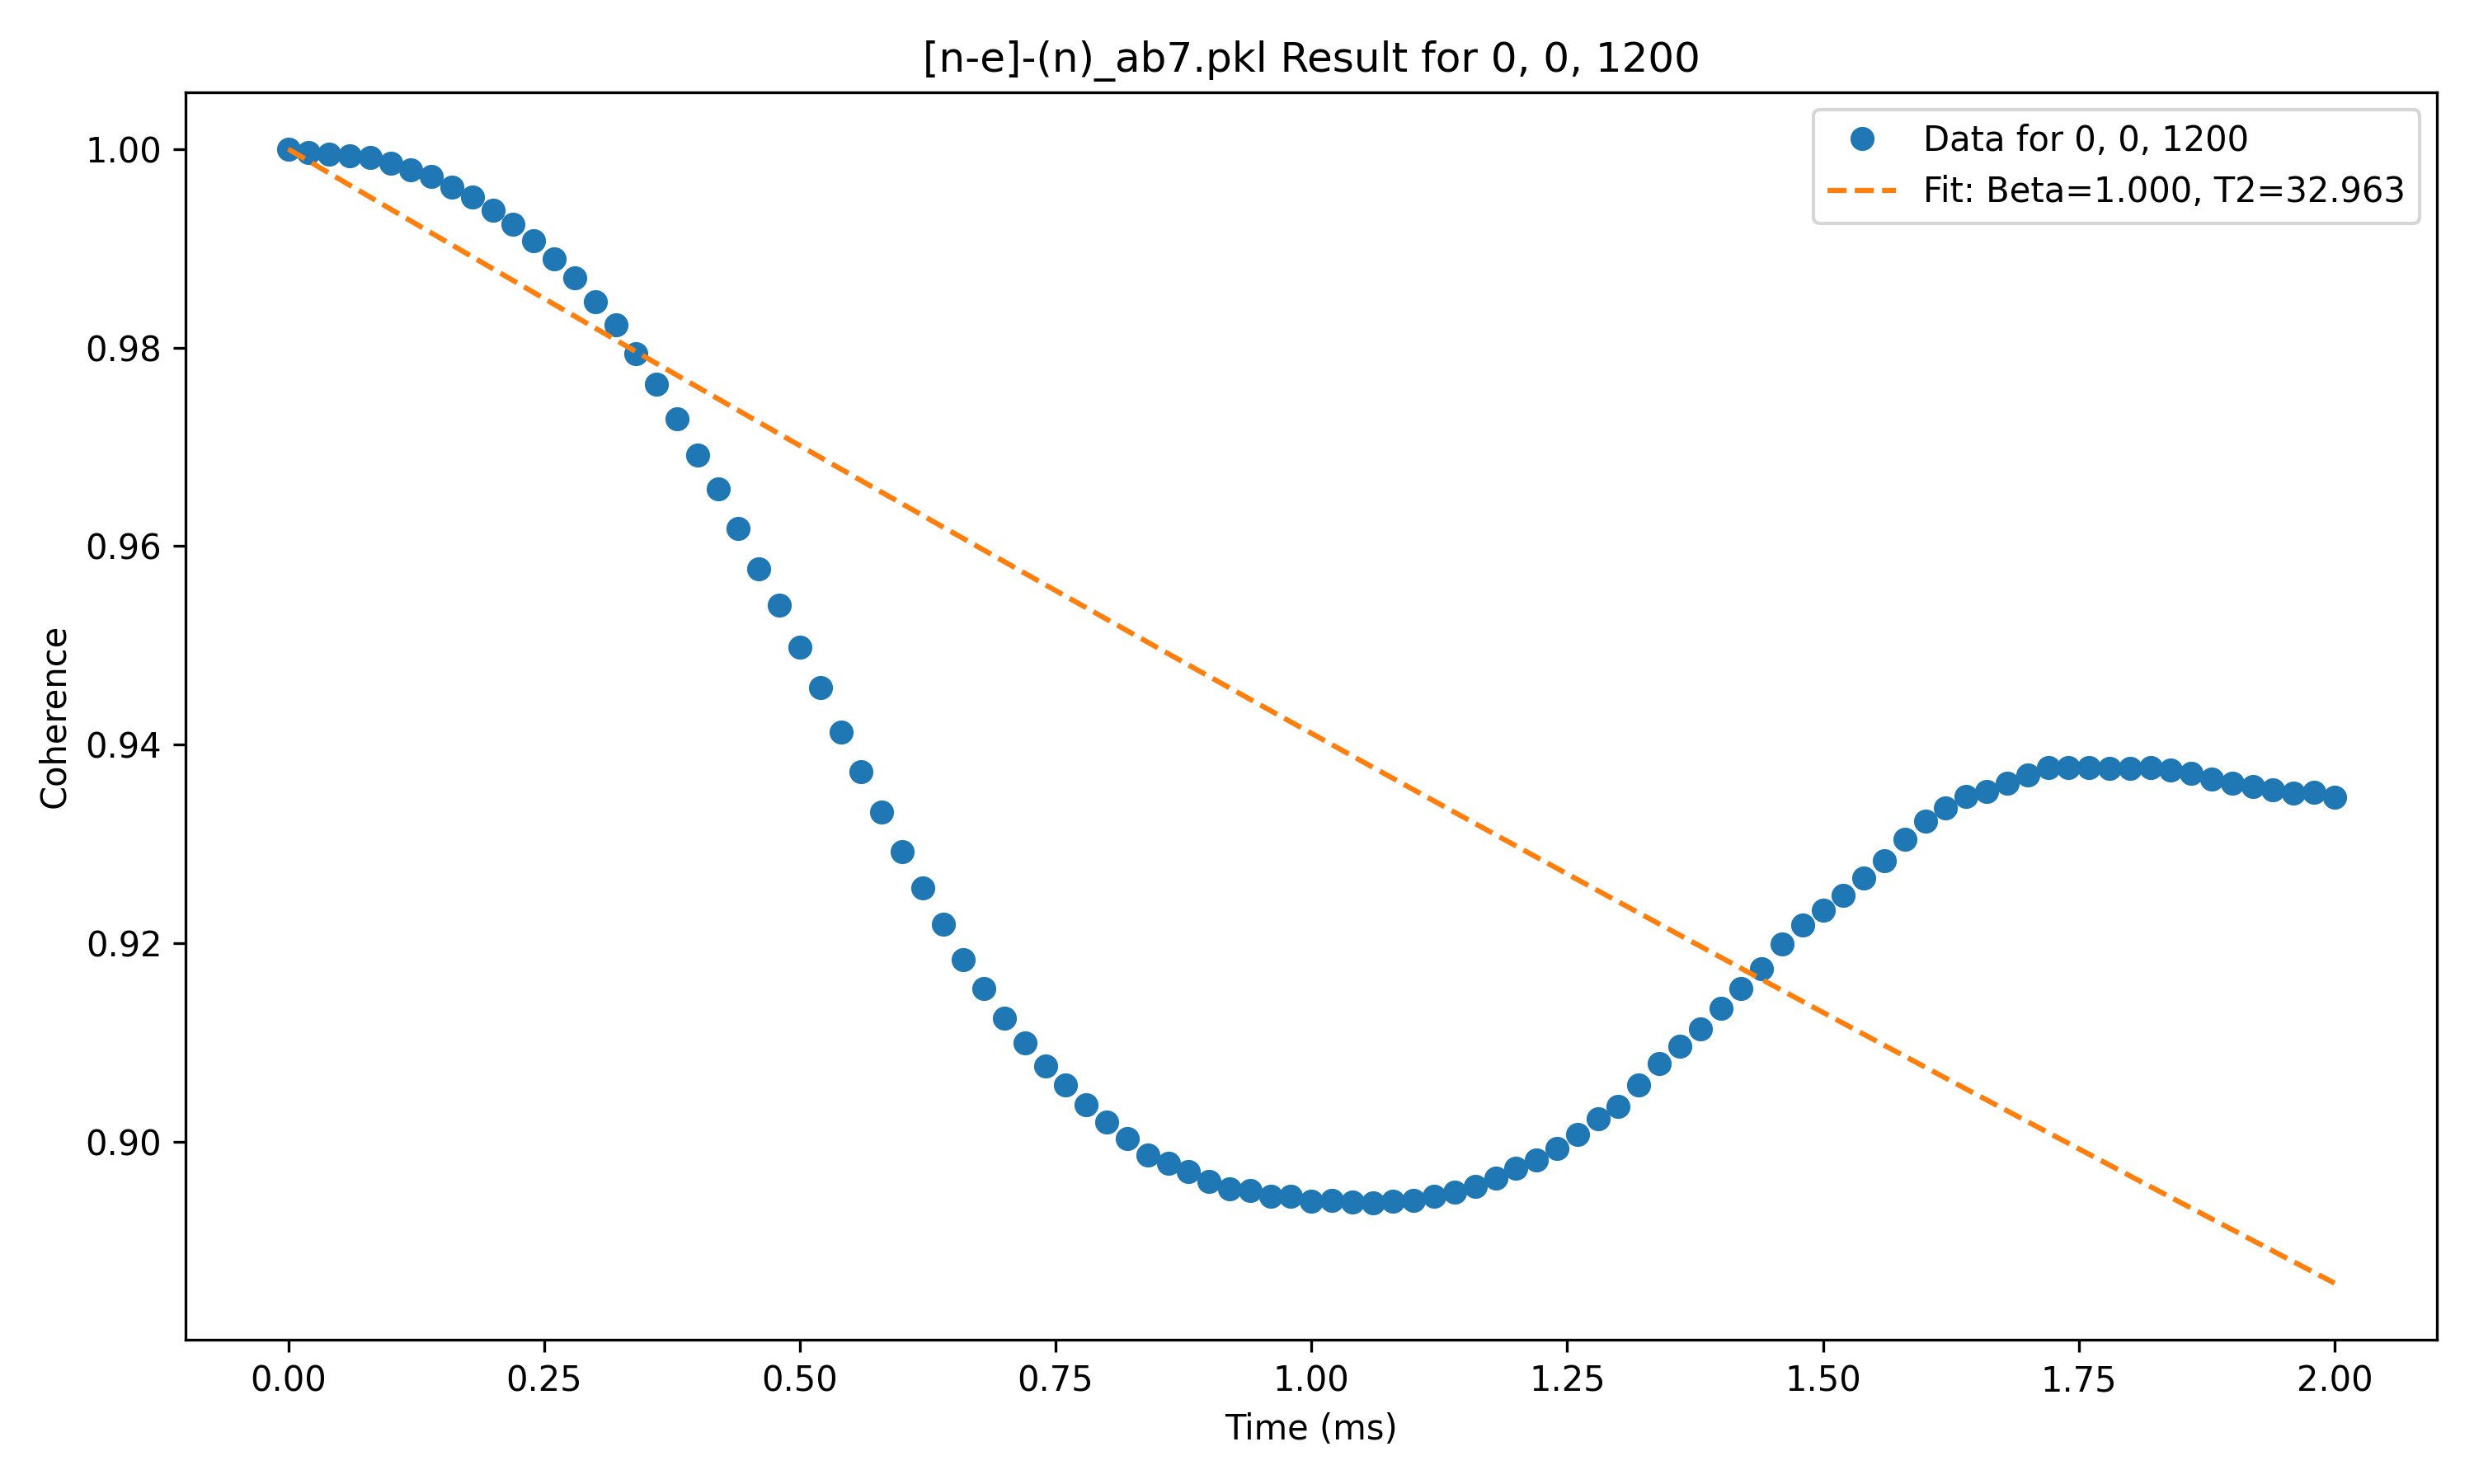 [n-e]-(n)_ab7.pkl Result for 0, 0, 1200
Data for 0, 0, 1200
Fit: Beta=1.000, T2=32.963
Coherence
1.00
0.98
0.96
0.94
0.92
0.90
0.00 0.25 0.50 0.75 1.00 1.25 1.50 1.75 2.00
Time (ms)